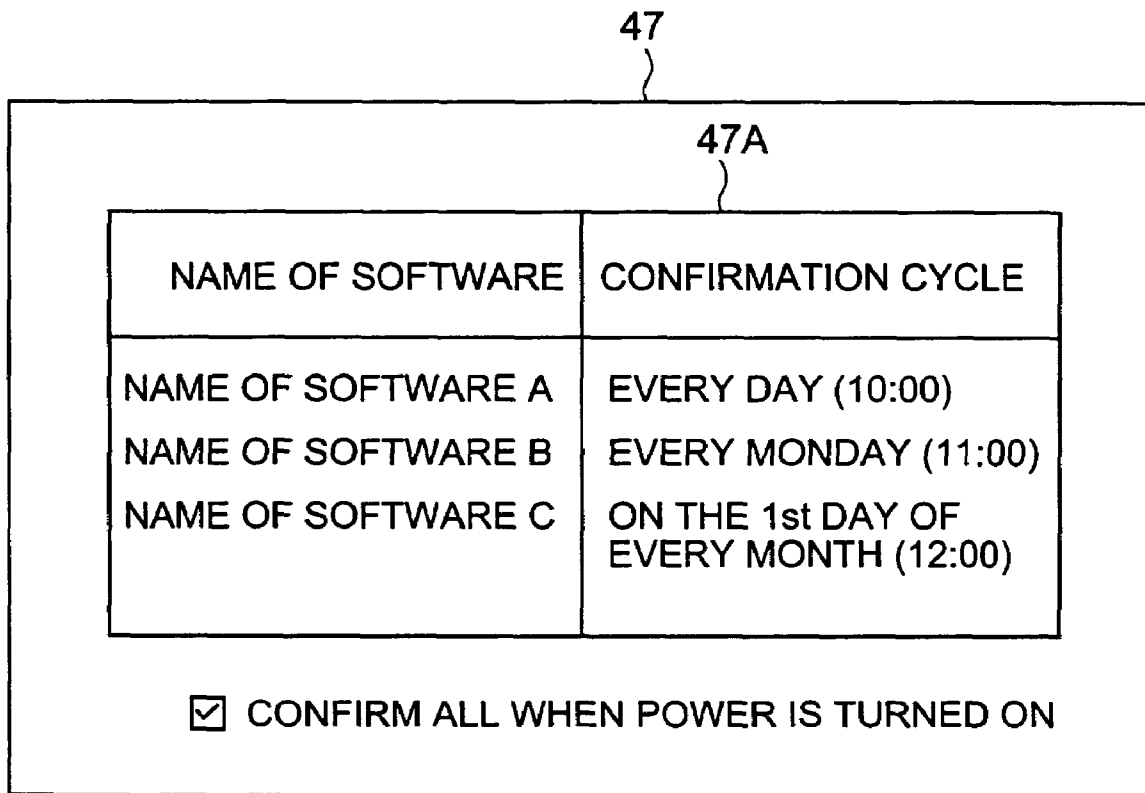 47
47A
NAME OF SOFTWARE CONFIRMATION CYCLE
NAME OF SOFTWARE A EVERY DAY (10:00)
NAME OF SOFTWARE B EVERY MONDAY (11:00)
NAME OF SOFTWARE C ON THE 1st DAY OF
EVERY MONTH (12:00)
CONFIRM ALL WHEN POWER IS TURNED ON